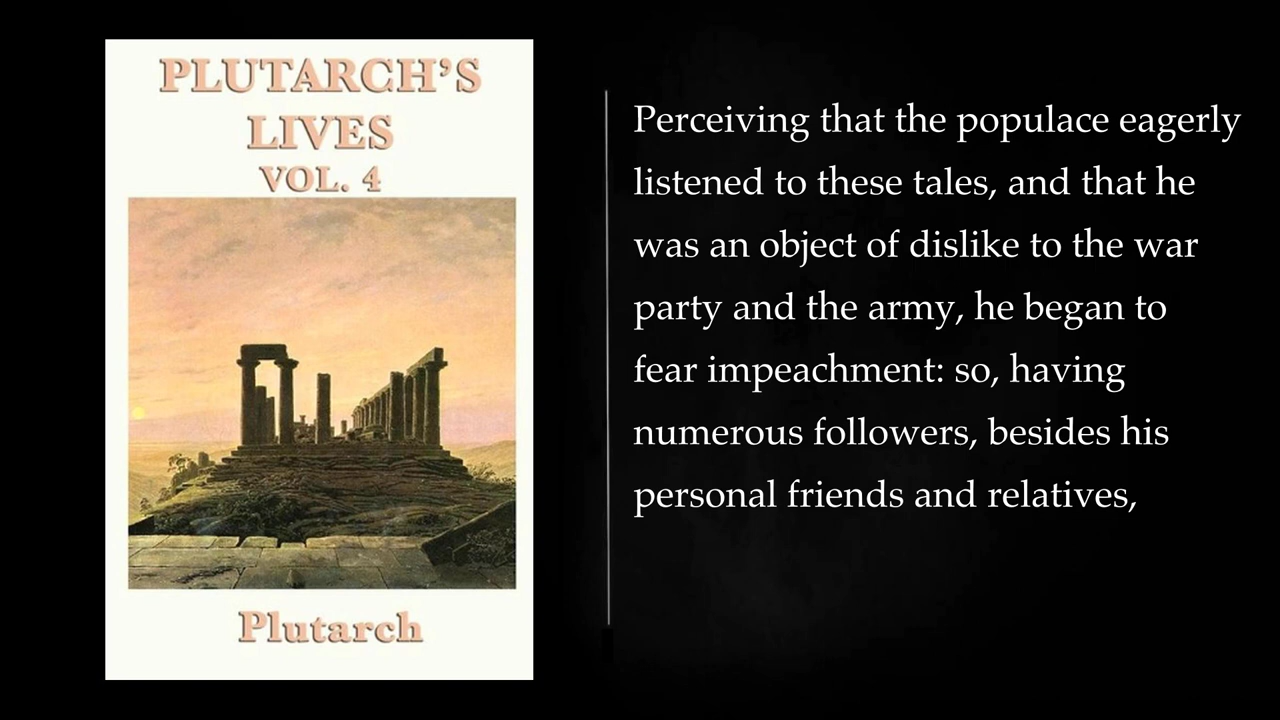 PLUTARCH'S
LIVES
VOL. 4
Plutarch
Perceiving that the populace eagerly
listened to these tales, and that he
was an object of dislike to the war
party and the army, he began to
fear impeachment: so, having
numerous followers, besides his
personal friends and relatives,